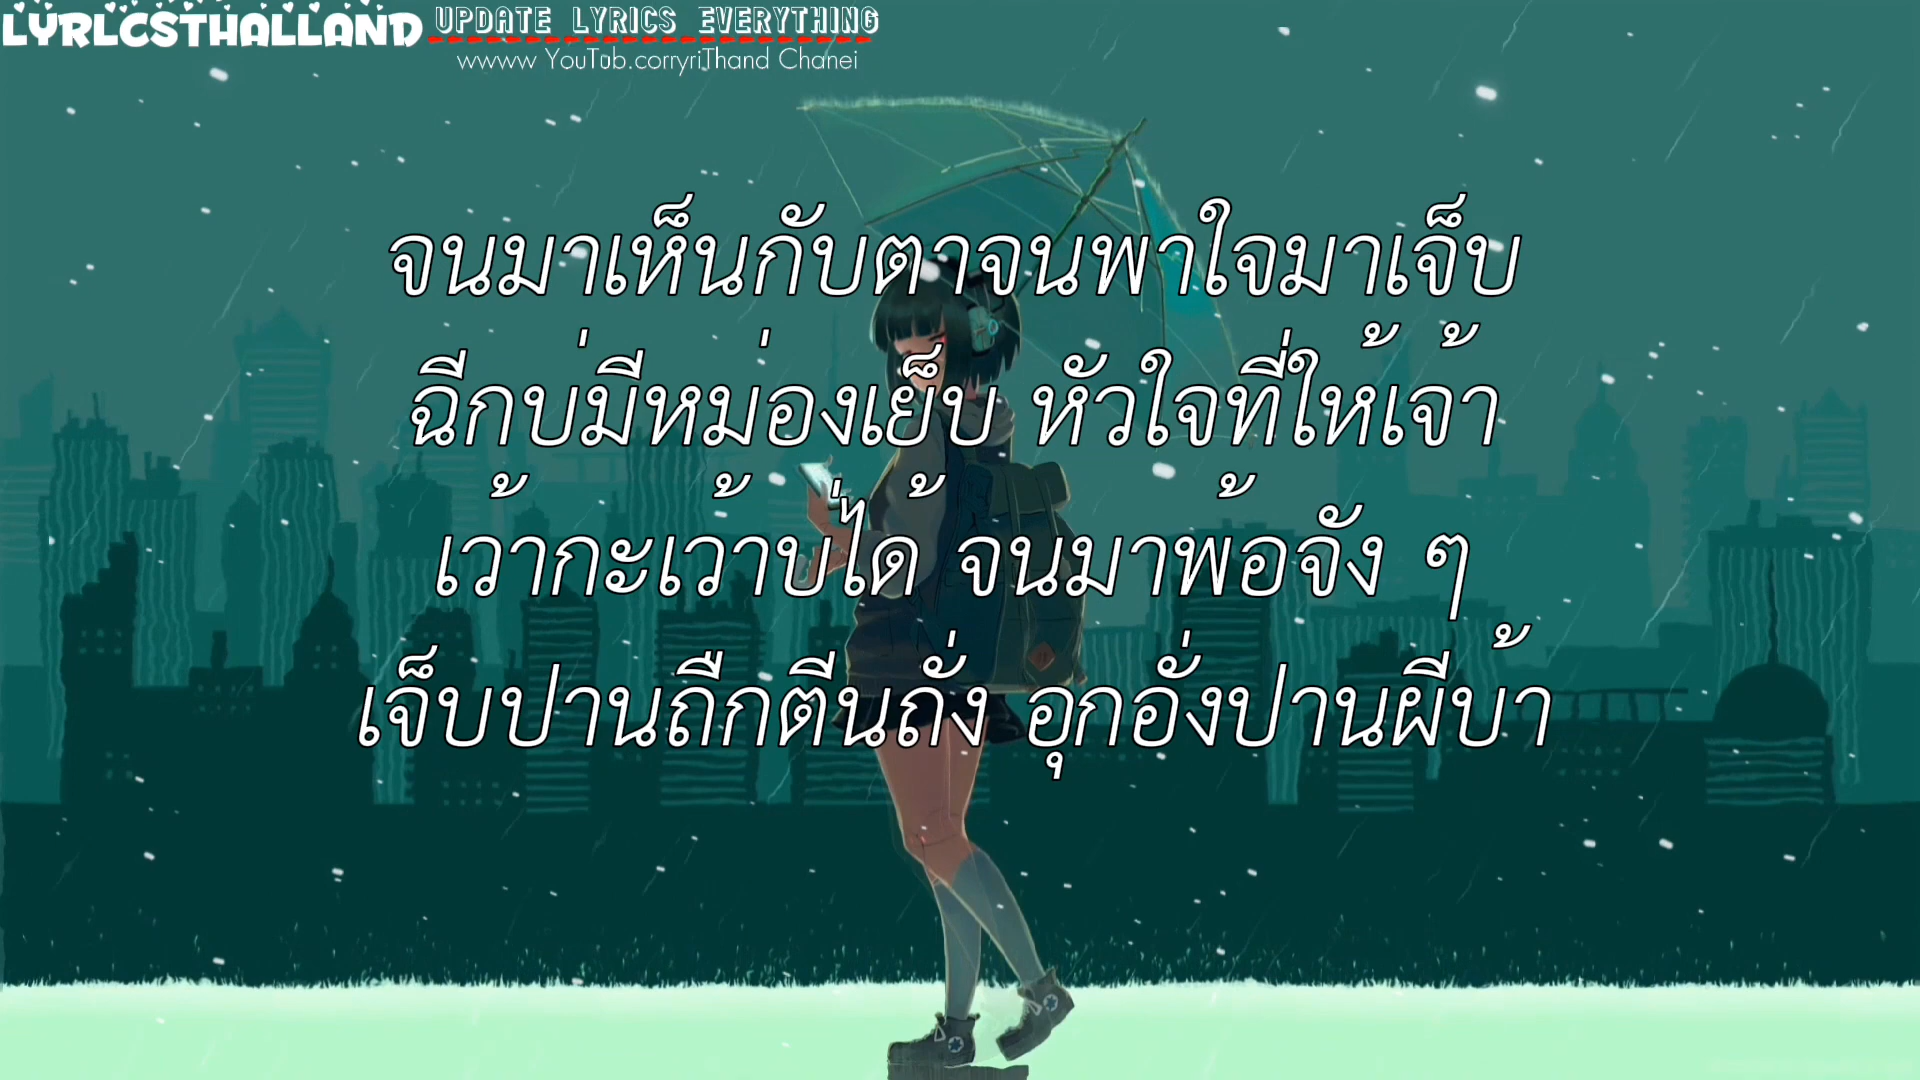 LYRLCSTHALLAND UPDATE LYRICS EVERYTHING
wwww YouTub.corryriThand Chanei
จนมาเห็นกับตาจนพาใจมาเจ็บ
ฉีกบ่มีหม่องเย็บ หัวใจที่ให้เจ้า
เว้ากะเว้าบ่ได้ จนมาพ้อจัง ๆ
เจ็บปานถืกตีนถั่ง อุกอั่งปานผีบ้า